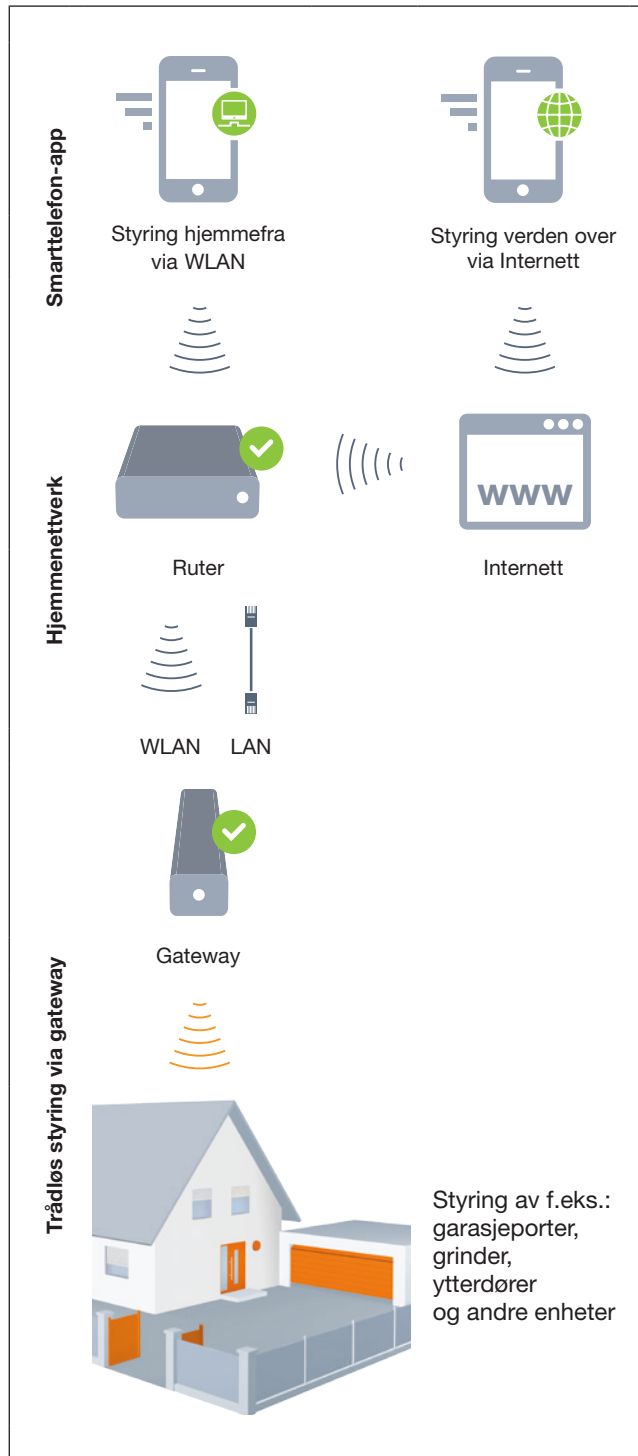 Smarttelefon-app
Styring hjemmefra
via WLAN
Styring verden over
via Internett
Hjemmenettverk
www
Ruter
Internett
WLAN
LAN
Trådløs styring via gateway
Gateway
Styring av f.eks.:
garasjeporter,
grinder,
ytterdører
og andre enheter